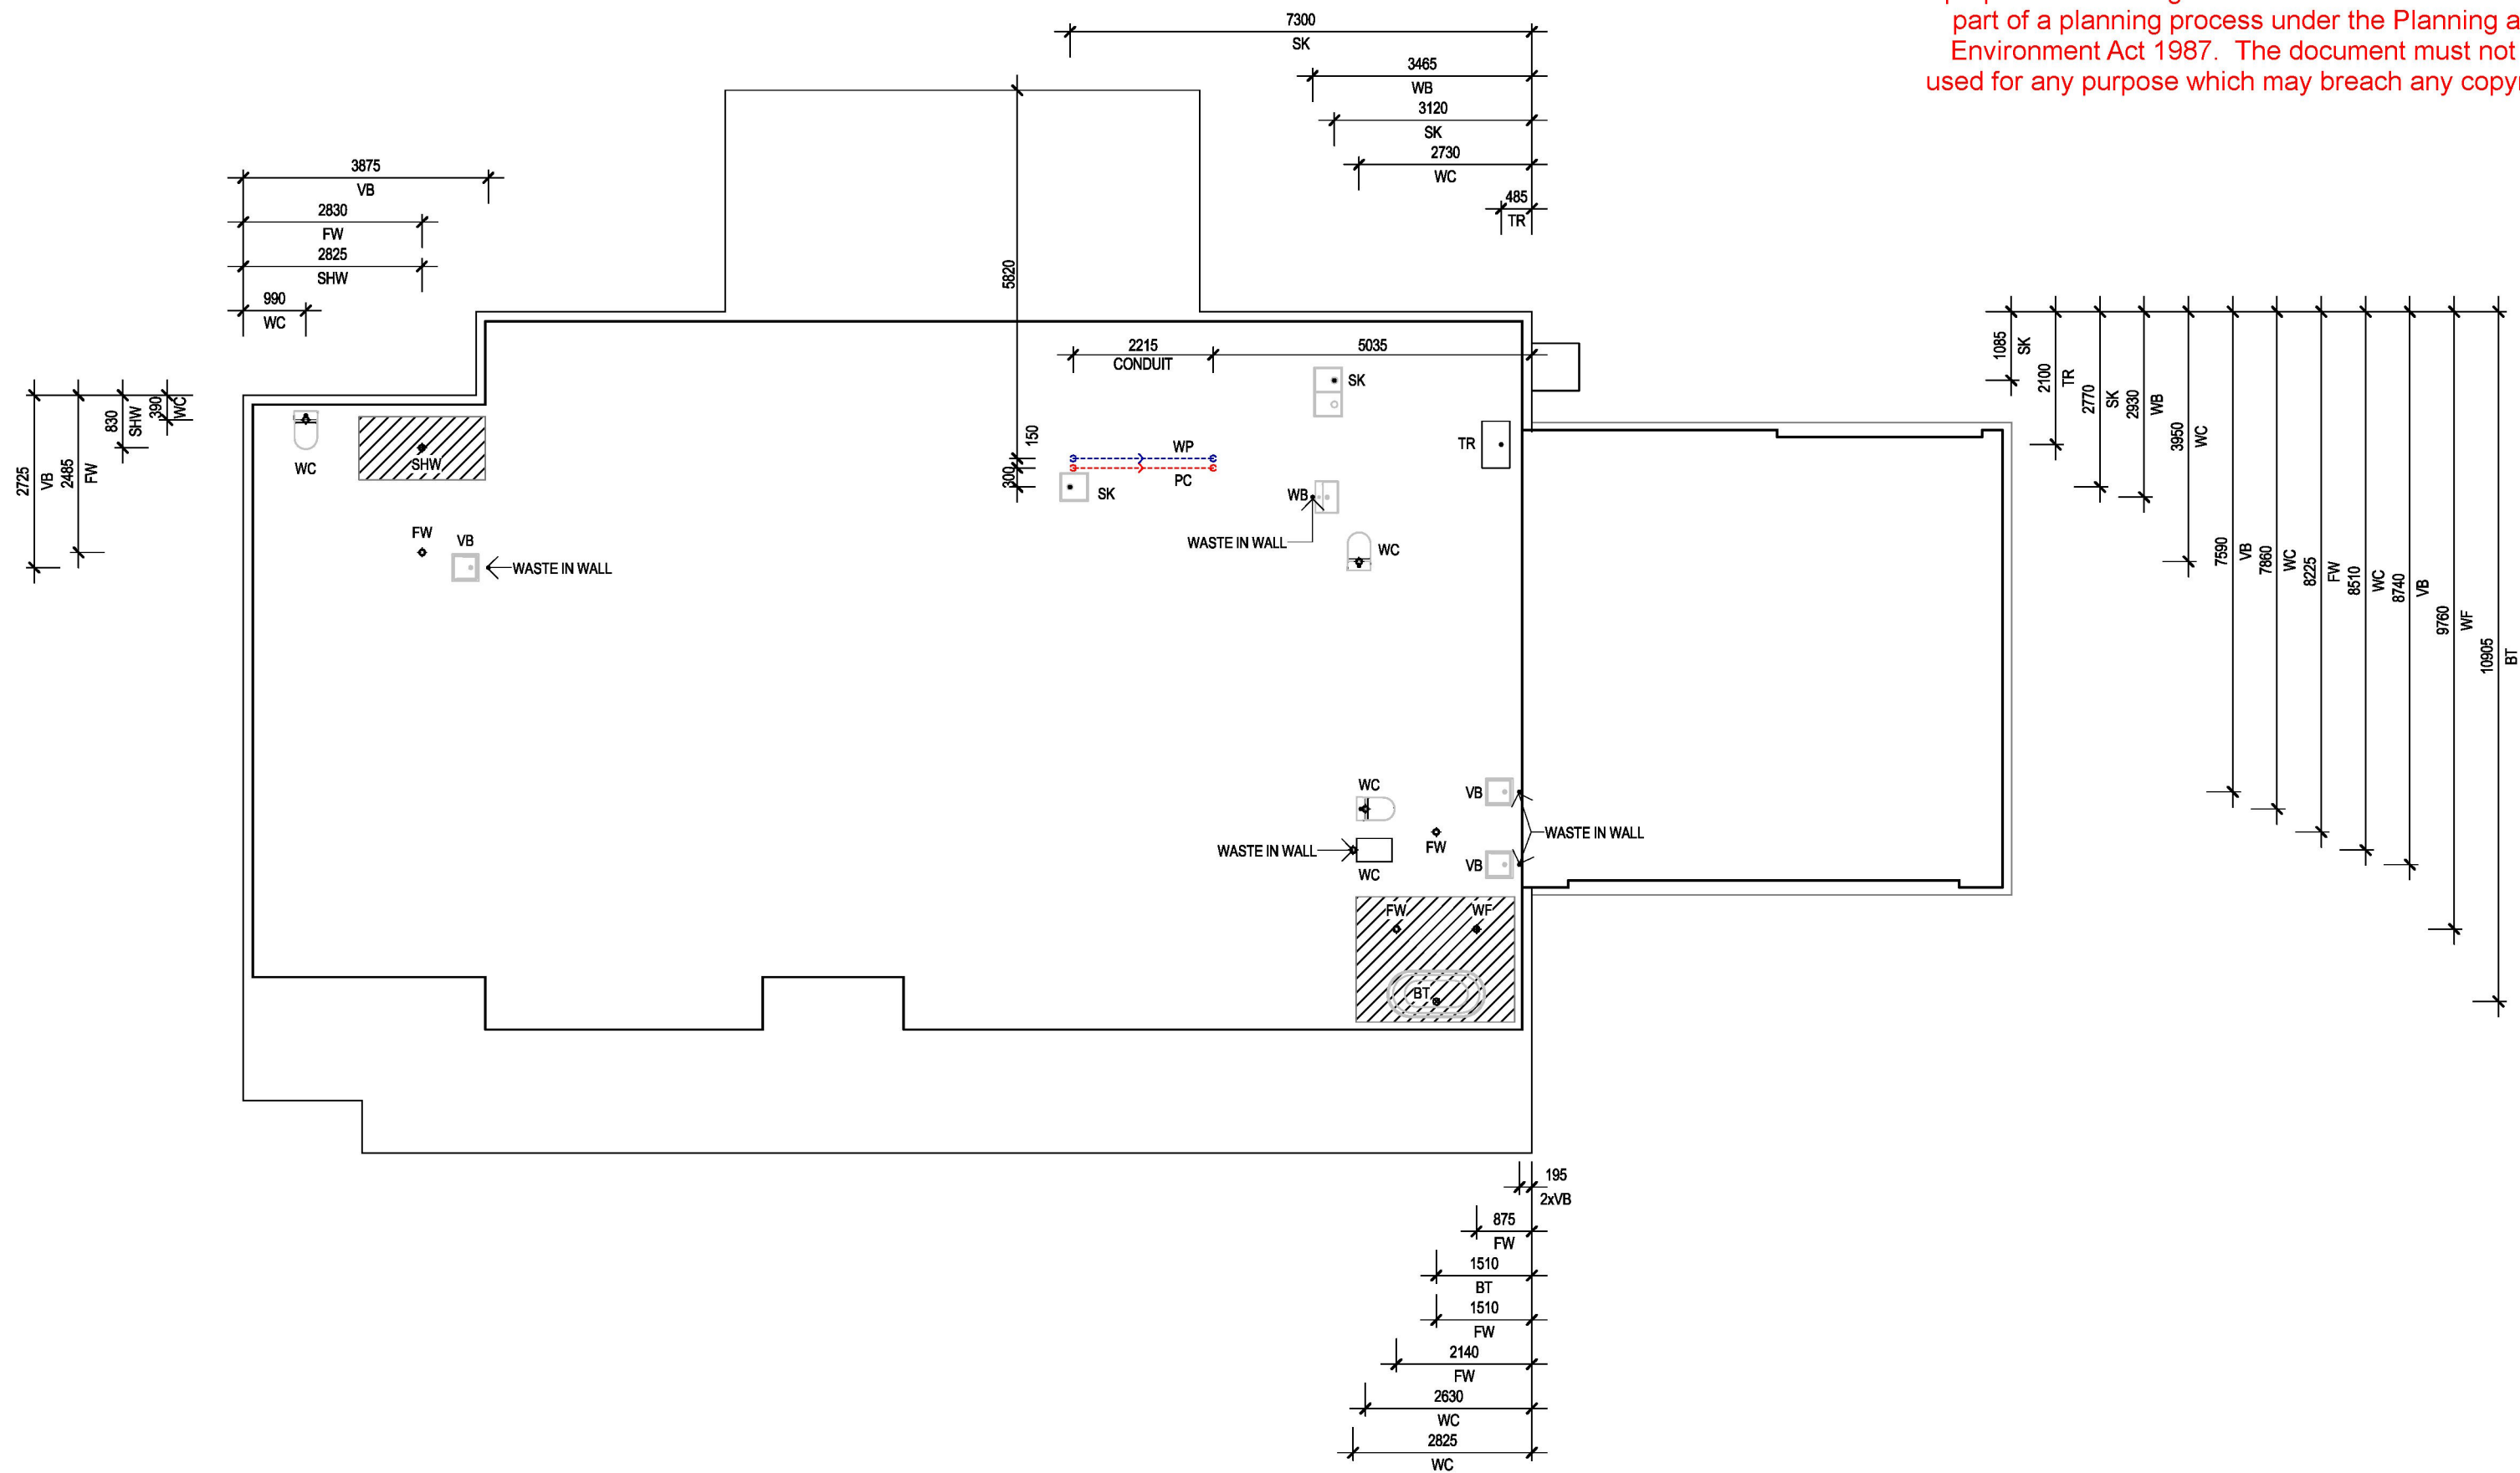 part of a planning process under the Planning a
Environment Act 1987. The document must not
used for any purpose which may breach any copy
7300
SK
3465
WB
3120
SK
2730
WC
485
TR
3875
VB
2830
FW
2825
SHW
990
WC
5820
2215
CONDUIT
5035
150
300
2725
VB
2485
FW
830
SHW
390
WC
1085
SK
2100
TR
2770
SK
2930
WB
3950
WC
7590
VB
7860
WC
8225
FW
8510
WC
8740
VB
9760
WF
10905
BT
WC
SHW
FW
VB
WASTE IN WALL
SK
WP
PC
SK
TR
WB
WASTE IN WALL
WC
WC
VB
WASTE IN WALL
FW
WASTE IN WALL
WC
VB
FW
WF
BT
195
2xVB
875
FW
1510
BT
1510
FW
2140
FW
2630
WC
2825
WC